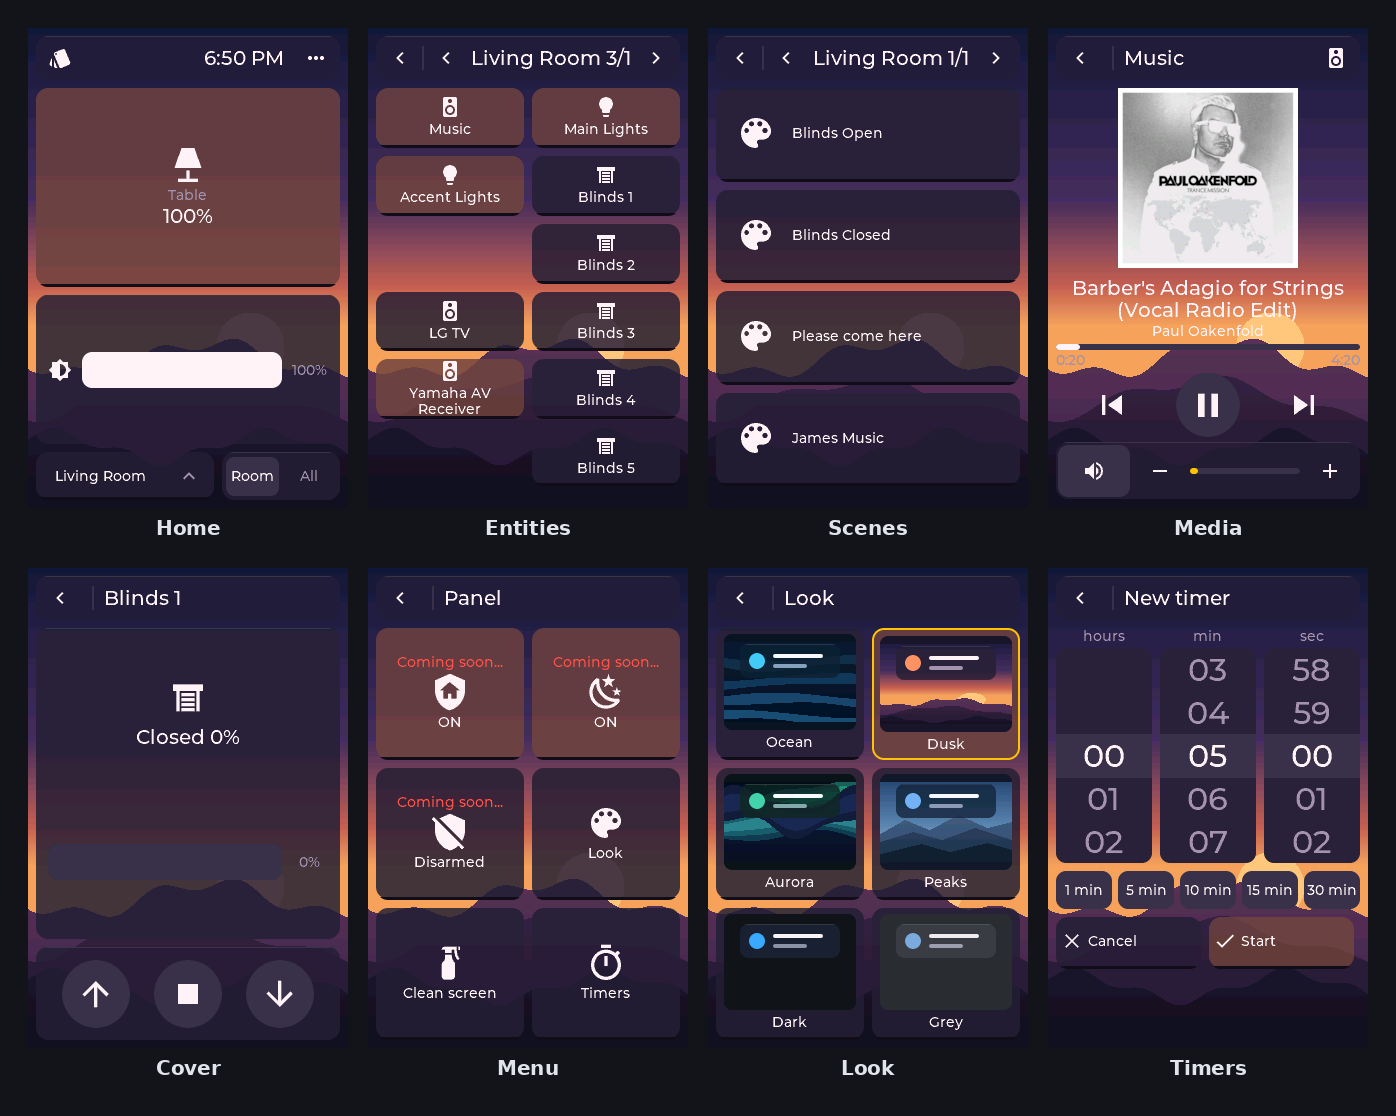 6:50 PM
Table
100%
100%
Living Room
Room
All
Home
Living Room 3/1
Music
Main Lights
Accent Lights
Blinds 1
Blinds 2
LG TV
Blinds 3
Yamaha AV
Receiver
Blinds 4
Blinds 5
Entities
Living Room 1/1
Blinds Open
Blinds Closed
Please come here
James Music
Scenes
Music
PAUL OAKENFOLD
TRANCE MISSION
Barber's Adagio for Strings
(Vocal Radio Edit)
Paul Oakenfold
0:20
4:20
Media
Blinds 1
Closed 0%
0%
Cover
Panel
Coming soon...
ON
Coming soon...
ON
Coming soon...
Disarmed
Look
Clean screen
Timers
Menu
Look
Ocean
Dusk
Aurora
Peaks
Dark
Grey
Look
New timer
hours
min
sec
03
58
04
59
00
05
00
01
06
01
02
07
02
1 min
5 min
10 min
15 min
30 min
Cancel
Start
Timers